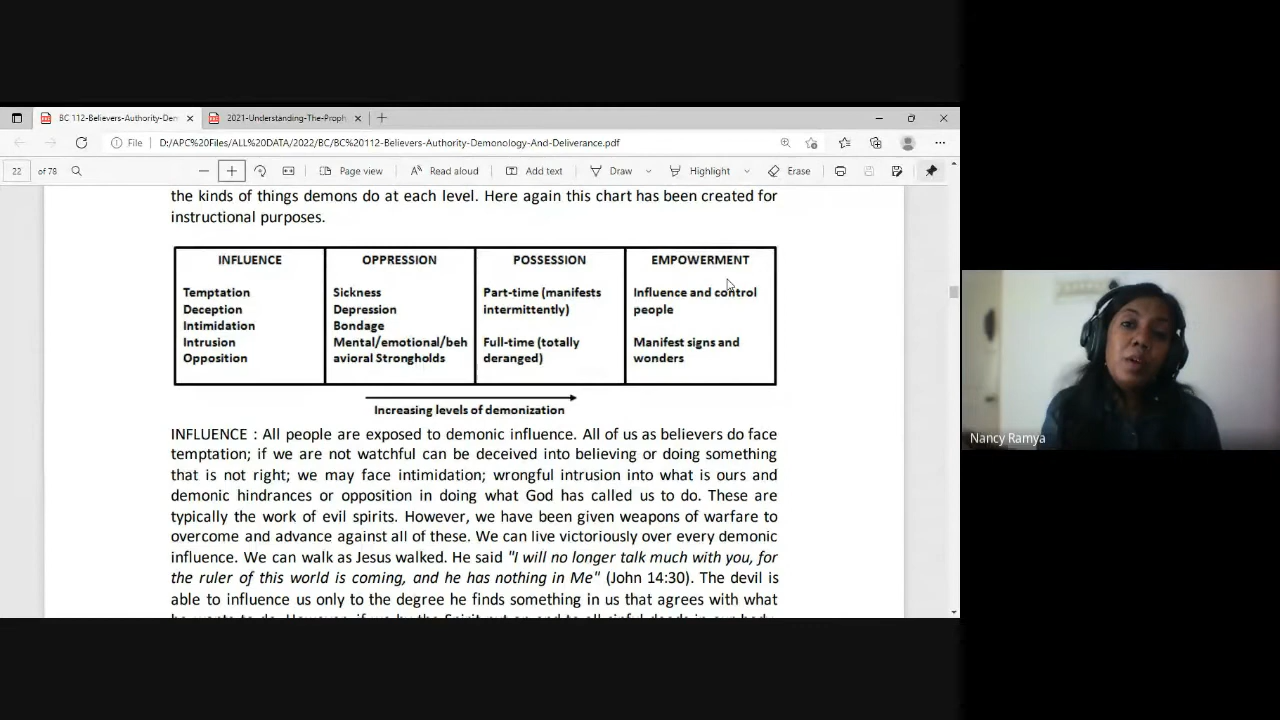 BC 112-Believers-Authority-Dem
2021-Understanding-The-Proph
File
D:/APC%20Files/ALL%20DATA/2022/BC/BC%20112-Believers-Authority-Demonology-And-Deliverance.pdf
22 of 78
Page view
Read aloud
Add text
Draw
Highlight
Erase
the kinds of things demons do at each level. Here again this chart has been created for
instructional purposes.
INFLUENCE
Temptation
Deception
Intimidation
Intrusion
Opposition
OPPRESSION
Sickness
Depression
Bondage
Mental/emotional/beh
avioral Strongholds
POSSESSION
Part-time (manifests
intermittently)
Full-time (totally
deranged)
EMPOWERMENT
Influence and control
people
Manifest signs and
wonders
Increasing levels of demonization
INFLUENCE : All people are exposed to demonic influence. All of us as believers do face
temptation; if we are not watchful can be deceived into believing or doing something
that is not right; we may face intimidation; wrongful intrusion into what is ours and
demonic hindrances or opposition in doing what God has called us to do. These are
typically the work of evil spirits. However, we have been given weapons of warfare to
overcome and advance against all of these. We can live victoriously over every demonic
influence. We can walk as Jesus walked. He said "I will no longer talk much with you, for
the ruler of this world is coming, and he has nothing in Me" (John 14:30). The devil is
able to influence us only to the degree he finds something in us that agrees with what
Nancy Ramya